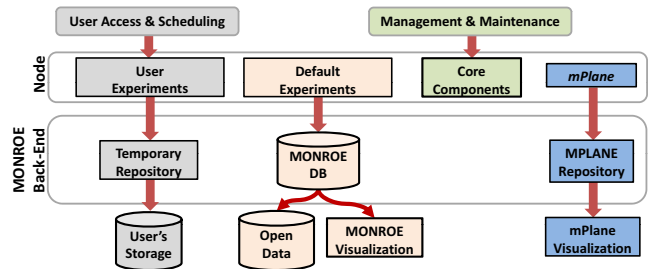 User Access & Scheduling
Management & Maintenance
Node
User
Experiments
Default
Experiments
Core
Components
mPlane
MONROE
Back-End
Temporary
Repository
MONROE
DB
MPLANE
Repository
User's
Storage
Open
Data
MONROE
Visualization
mPlane
Visualization